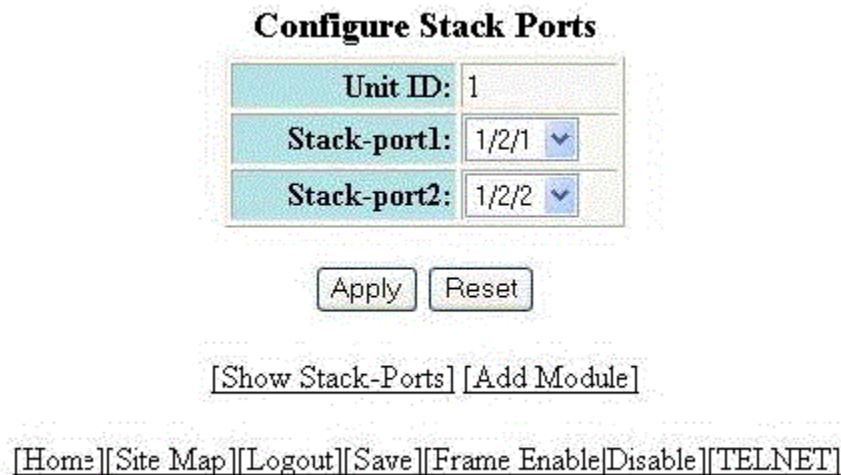 Configure Stack Ports
Unit ID: 1
Stack-port1: 1/2/1
Stack-port2: 1/2/2
Apply Reset
[Show Stack-Ports] [Add Module]
[Home][Site Map][Logout][Save][Frame Enable|Disable][TELNET]